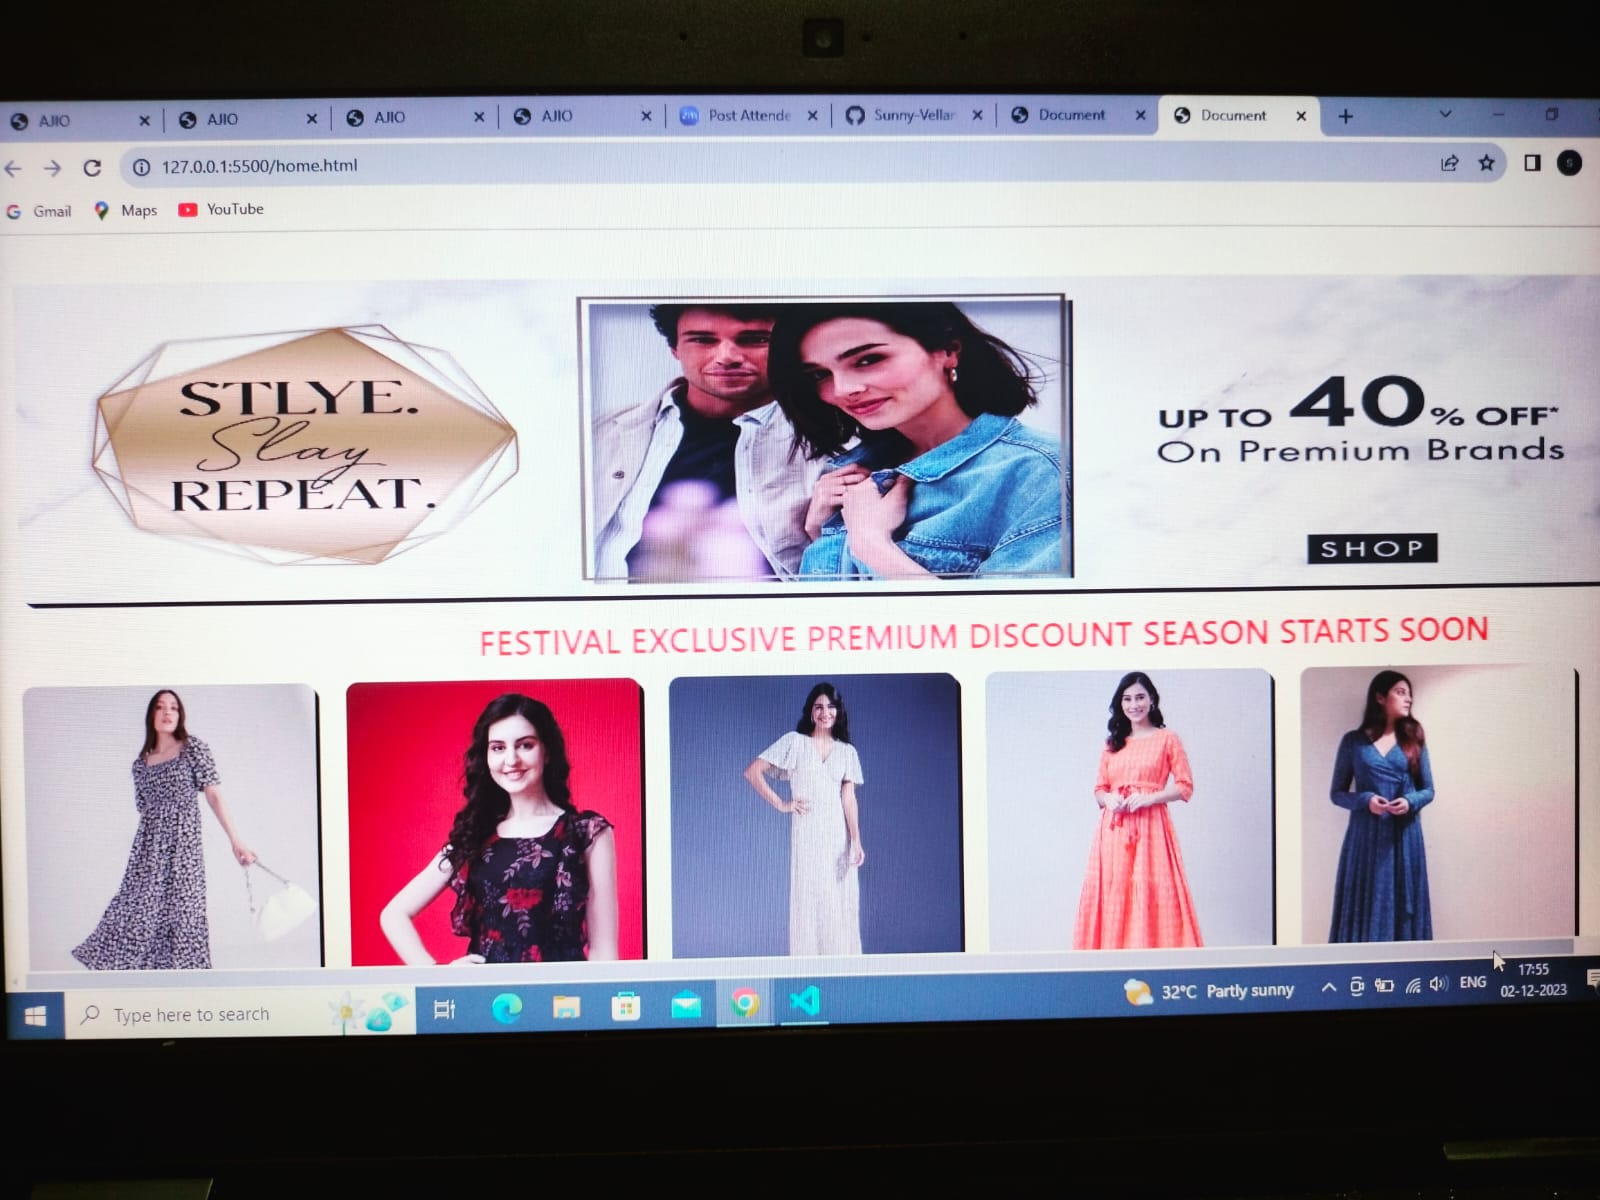 AJIO
AJIO
AJIO
AJIO
Post Attende
Sunny-Vellar
Document
Document
127.0.0.1:5500/home.html
Gmail
Maps
YouTube
STLYE.
Slay
REPEAT.
UP TO 40% OFF*
On Premium Brands
SHOP
FESTIVAL EXCLUSIVE PREMIUM DISCOUNT SEASON STARTS SOON
Type here to search
32°C Partly sunny
ENG
17:55
02-12-2023